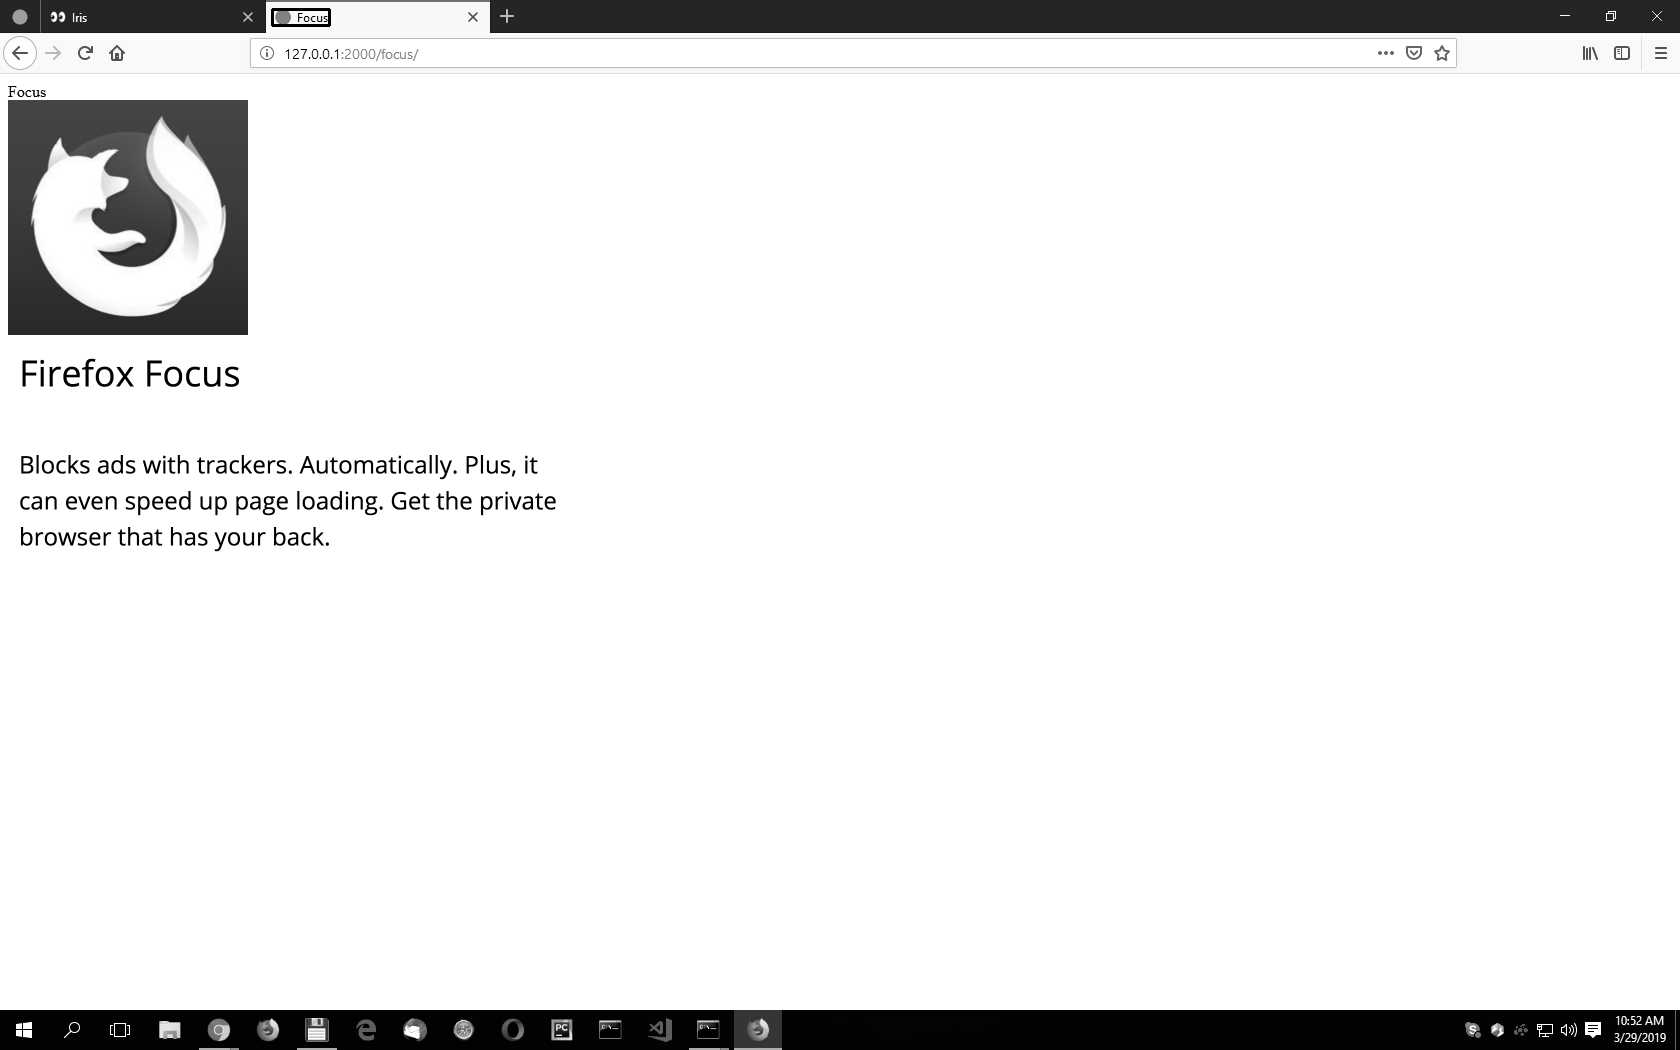 Iris
Focus
127.0.0.1:2000/focus/
Focus
Firefox Focus
Blocks ads with trackers. Automatically. Plus, it
can even speed up page loading. Get the private
browser that has your back.
PC
10:52 AM
3/29/2019